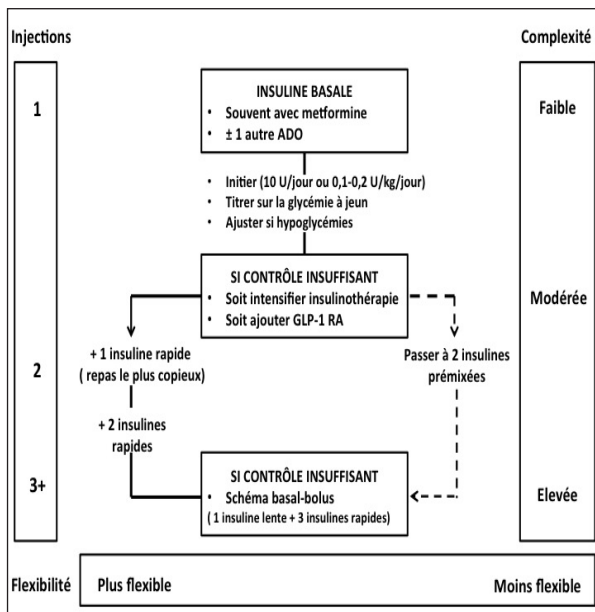 Injections
Complexité
INSULINE BASALE
• Souvent avec metformine
• ± 1 autre ADO
1
Faible
• Initier (10 U/jour ou 0,1-0,2 U/kg/jour)
• Titrer sur la glycémie à jeun
• Ajuster si hypoglycémies
SI CONTRÔLE INSUFFISANT
• Soit intensifier insulinothérapie
• Soit ajouter GLP-1 RA
Modérée
+ 1 insuline rapide
( repas le plus copieux)
Passer à 2 insulines
prémixées
2
+ 2 insulines
rapides
SI CONTRÔLE INSUFFISANT
• Schéma basal-bolus
( 1 insuline lente + 3 insulines rapides)
3+
Elevée
Flexibilité
Plus flexible
Moins flexible